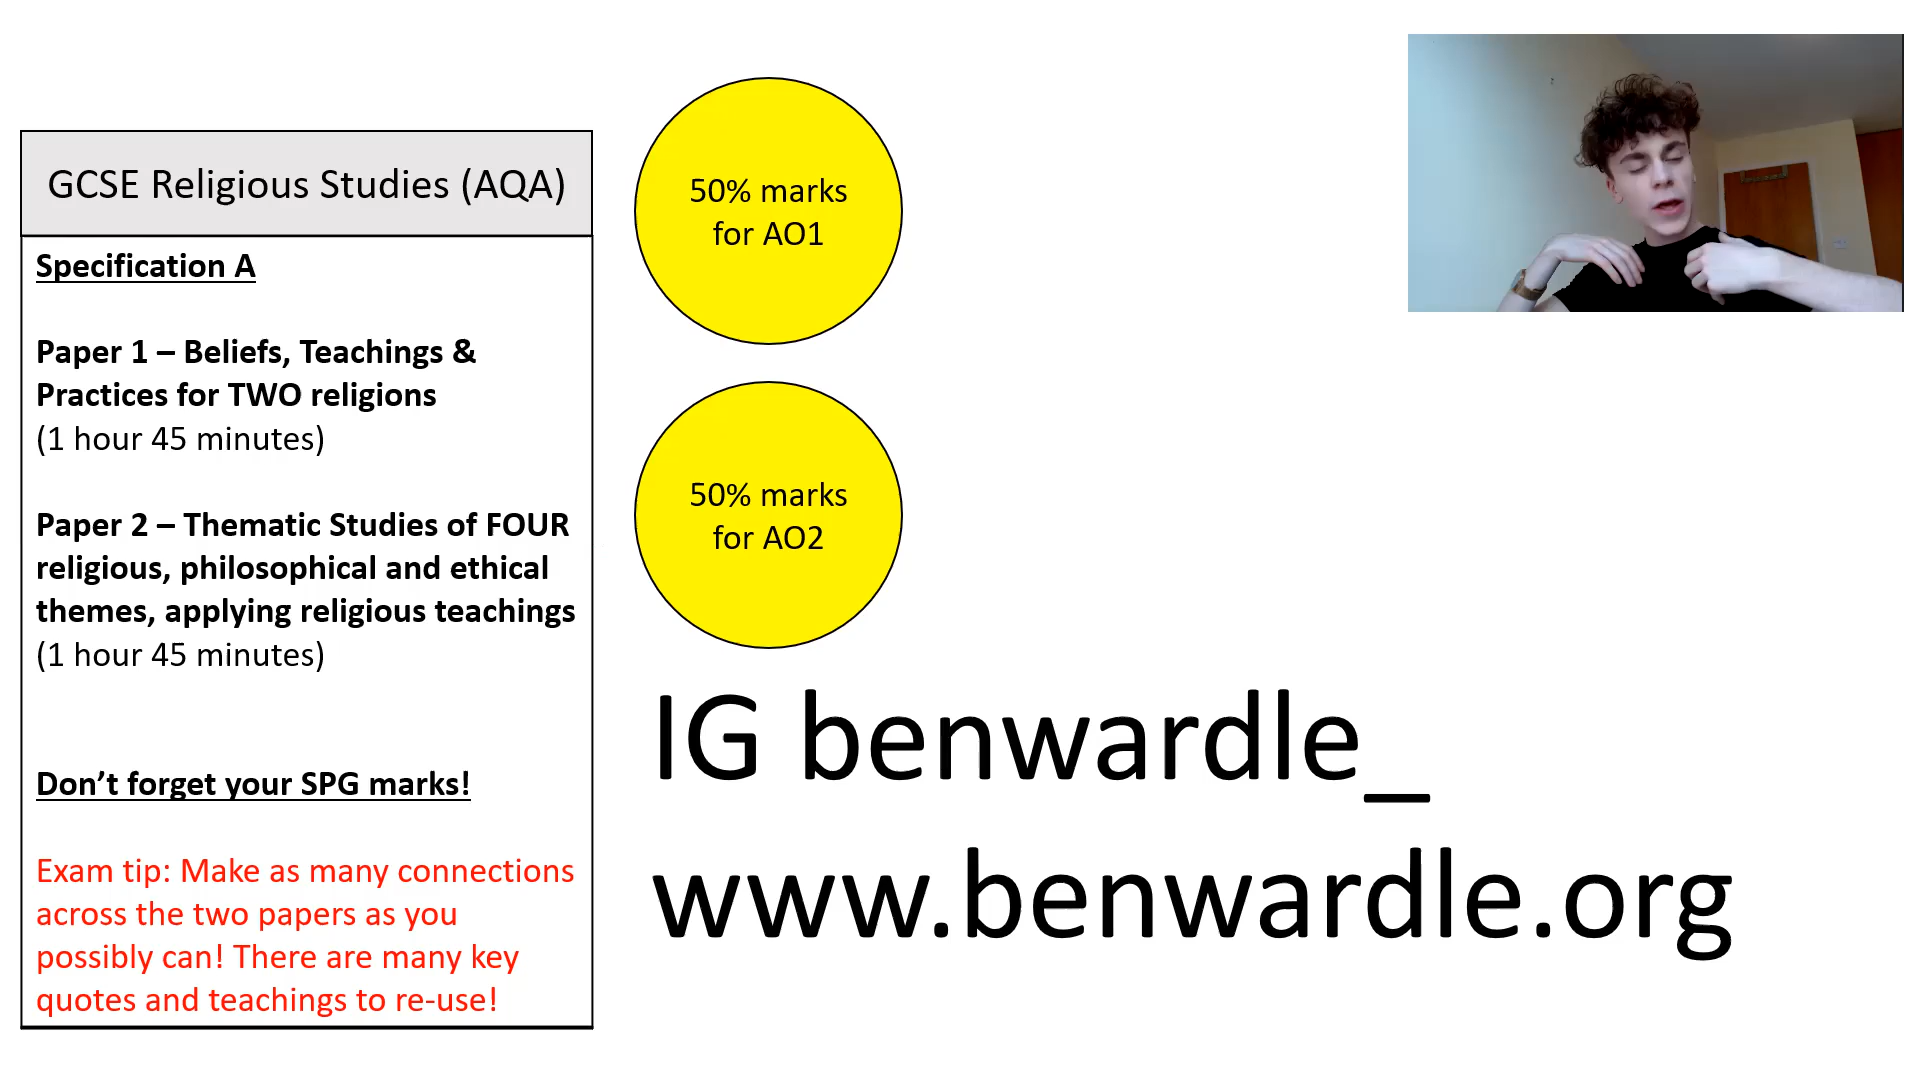 GCSE Religious Studies (AQA)
Specification A
Paper 1 – Beliefs, Teachings &
Practices for TWO religions
(1 hour 45 minutes)
Paper 2 – Thematic Studies of FOUR
religious, philosophical and ethical
themes, applying religious teachings
(1 hour 45 minutes)
Don’t forget your SPG marks!
Exam tip: Make as many connections
across the two papers as you
possibly can! There are many key
quotes and teachings to re-use!
50% marks
for AO1
50% marks
for AO2
IG benwardle_
www.benwardle.org